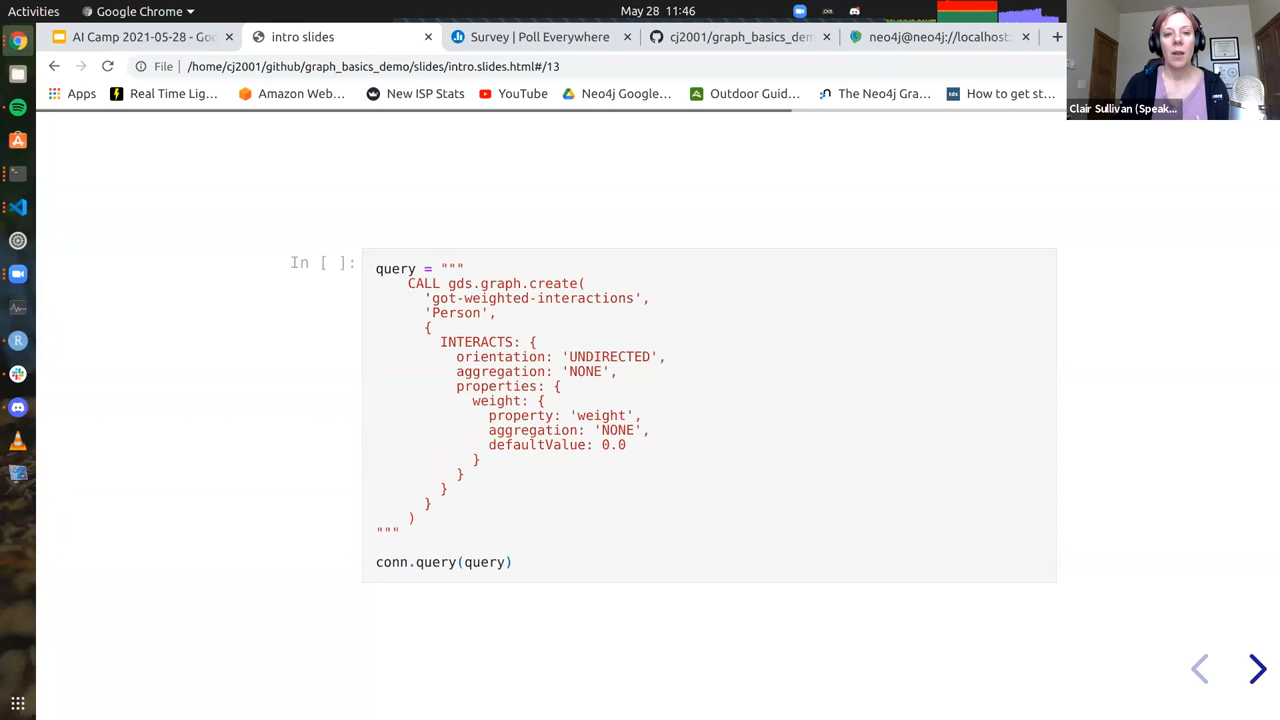 Activities
Google Chrome
May 28 11:46
AI Camp 2021-05-28 - Goo
intro slides
Survey | Poll Everywhere
cj2001/graph_basics_dem
neo4j@neo4j://localhost:
File | /home/cj2001/github/graph_basics_demo/slides/intro.slides.html#/13
Apps
Real Time Lig...
Amazon Web...
New ISP Stats
YouTube
Neo4j Google...
Outdoor Guid...
The Neo4j Gra...
How to get st...
Clair Sullivan (Speak...
In [ ]:
query = """
CALL gds.graph.create(
'got-weighted-interactions',
'Person',
{
INTERACTS: {
orientation: 'UNDIRECTED',
aggregation: 'NONE',
properties: {
weight: {
property: 'weight',
aggregation: 'NONE',
defaultValue: 0.0
}
}
}
}
)
"""
conn.query(query)